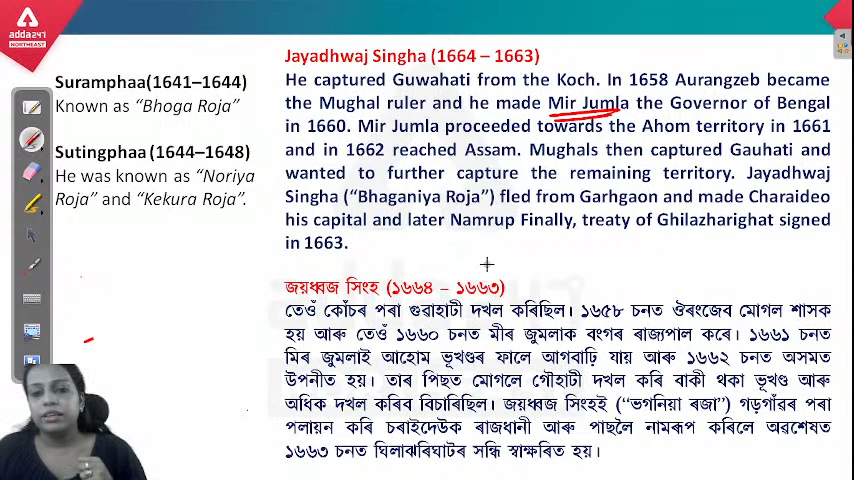 adda247
NORTHEAST
Suramphaa(1641–1644)
Known as "Bhoga Roja"
Sutingphaa (1644–1648)
He was known as "Noriya
Roja" and "Kekura Roja".
Jayadhwaj Singha (1664 – 1663)
He captured Guwahati from the Koch. In 1658 Aurangzeb became
the Mughal ruler and he made Mir Jumla the Governor of Bengal
in 1660. Mir Jumla proceeded towards the Ahom territory in 1661
and in 1662 reached Assam. Mughals then captured Gauhati and
wanted to further capture the remaining territory. Jayadhwaj
Singha ("Bhaganiya Roja") fled from Garhgaon and made Charaideo
his capital and later Namrup Finally, treaty of Ghilazharighat signed
in 1663.
জয়ধ্বজ সিংহ (১৬৬৪ – ১৬৬৩)
তেওঁ কোঁচৰ পৰা গুৱাহাটী দখল কৰিছিল। ১৬৫৮ চনত ঔৰংজেব মোগল শাসক
হয় আৰু তেওঁ ১৬৬০ চনত মীৰ জুমলাক বংগৰ ৰাজ্যপাল কৰে। ১৬৬১ চনত
মিৰ জুমলাই আহোম ভূখণ্ডৰ ফালে আগবাঢ়ি যায় আৰু ১৬৬২ চনত অসমত
উপনীত হয়। তাৰ পিছত মোগলে গৌহাটী দখল কৰি বাকী থকা ভূখণ্ড আৰু
অধিক দখল কৰিব বিচাৰিছিল। জয়ধ্বজ সিংহই ("ভগনিয়া ৰজা") গড়গাঁৱৰ পৰা
পলায়ন কৰি চৰাইদেউক ৰাজধানী আৰু পাছলৈ নামৰূপ কৰিলে অৱশেষত
১৬৬৩ চনত ঘিলাঝৰিঘাটৰ সন্ধি স্বাক্ষৰিত হয়।